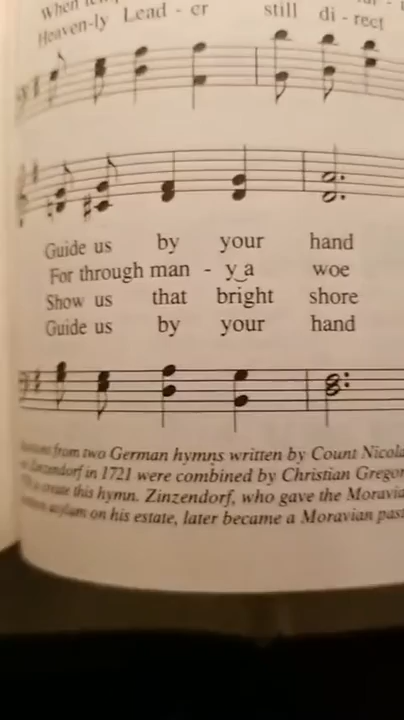 When
Heaven-ly Lead - er still di - rect
Guide us by your hand
For through man - y a woe
Show us that bright shore
Guide us by your hand
from two German hymns written by Count Nicola
Zinzendorf in 1721 were combined by Christian Gregor
create this hymn. Zinzendorf, who gave the Moravia
asylum on his estate, later became a Moravian past